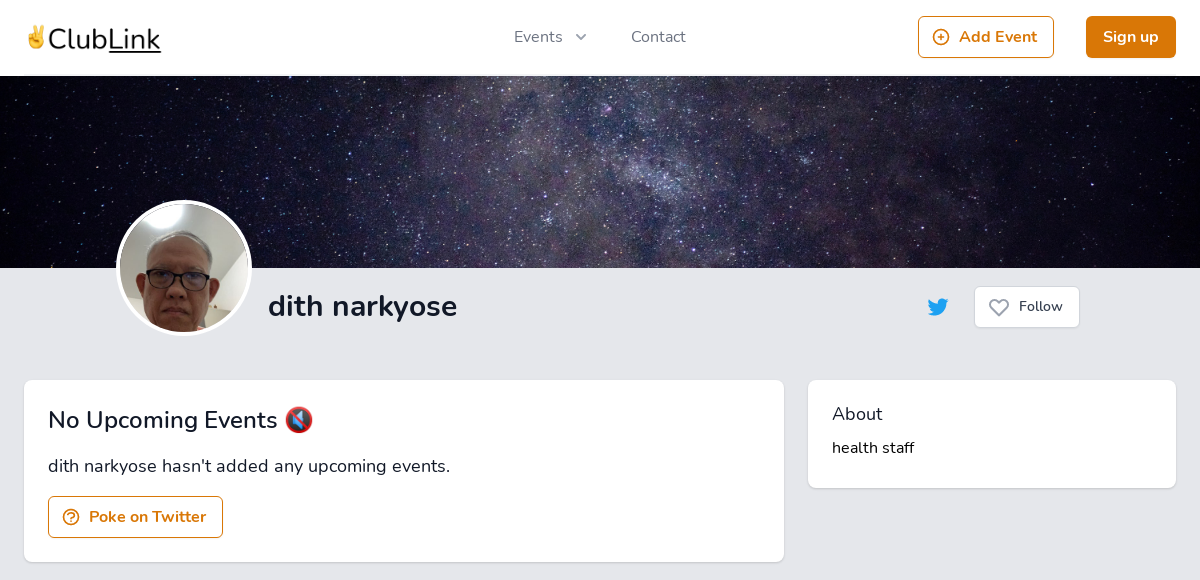 ✌️ClubLink
Events
Contact
Add Event
Sign up
dith narkyose
Follow
No Upcoming Events 🔇
dith narkyose hasn't added any upcoming events.
Poke on Twitter
About
health staff